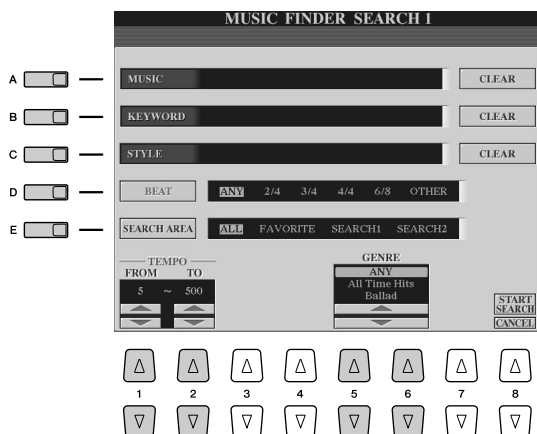 MUSIC FINDER SEARCH 1
A MUSIC CLEAR
B KEYWORD CLEAR
C STYLE CLEAR
D BEAT ANY 2/4 3/4 4/4 6/8 OTHER
E SEARCH AREA ALL FAVORITE SEARCH1 SEARCH2
TEMPO
FROM TO
5 ~ 500
GENRE
ANY
All Time Hits
Ballad
START
SEARCH
CANCEL
1 2 3 4 5 6 7 8